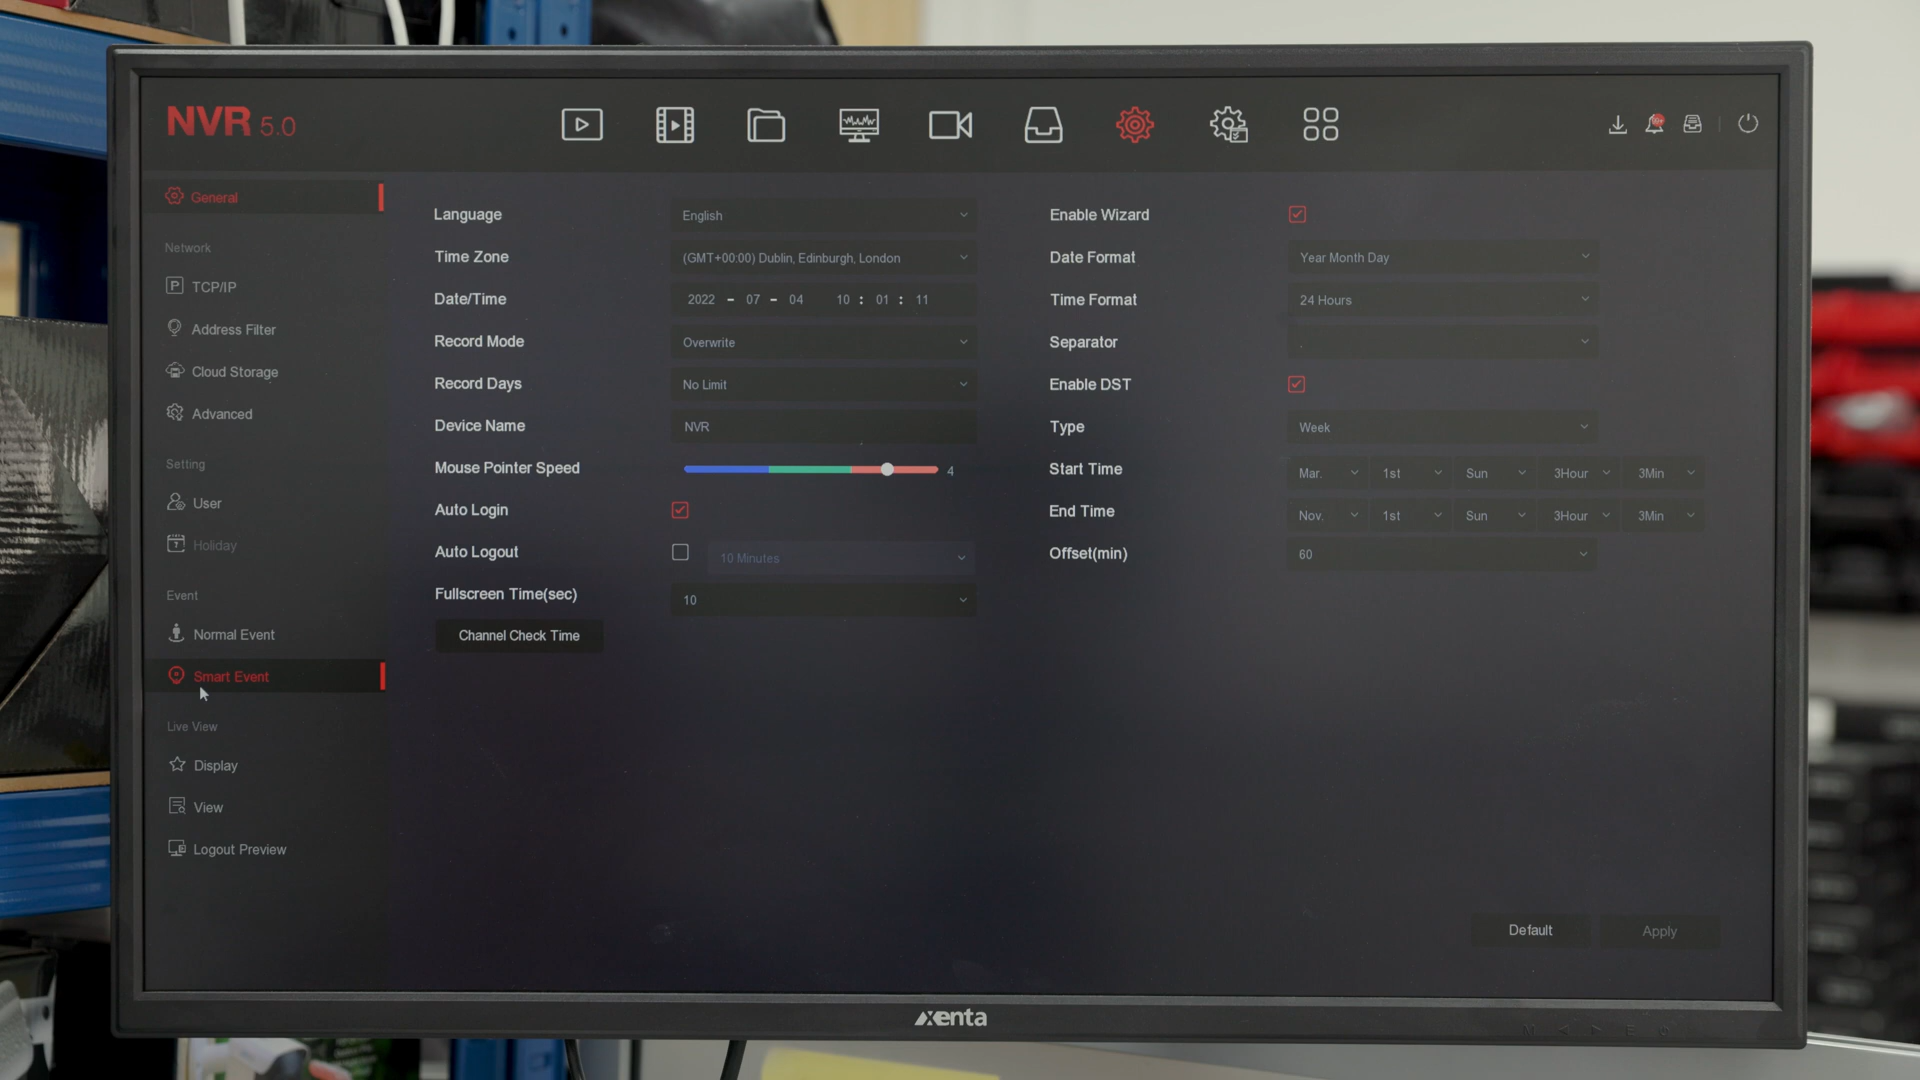 NVR 5.0
General
Network
TCP/IP
Address Filter
Cloud Storage
Advanced
Setting
User
Holiday
Event
Normal Event
Smart Event
Live View
Display
View
Logout Preview
Language English
Time Zone (GMT+00:00) Dublin, Edinburgh, London
Date/Time 2022 - 07 - 04 10 : 01 : 11
Record Mode Overwrite
Record Days No Limit
Device Name NVR
Mouse Pointer Speed 4
Auto Login
Auto Logout 10 Minutes
Fullscreen Time(sec) 10
Channel Check Time
Enable Wizard
Date Format Year Month Day
Time Format 24 Hours
Separator .
Enable DST
Type Week
Start Time Mar. 1st Sun 3Hour 3Min
End Time Nov. 1st Sun 3Hour 3Min
Offset(min) 60
Default Apply
xenta